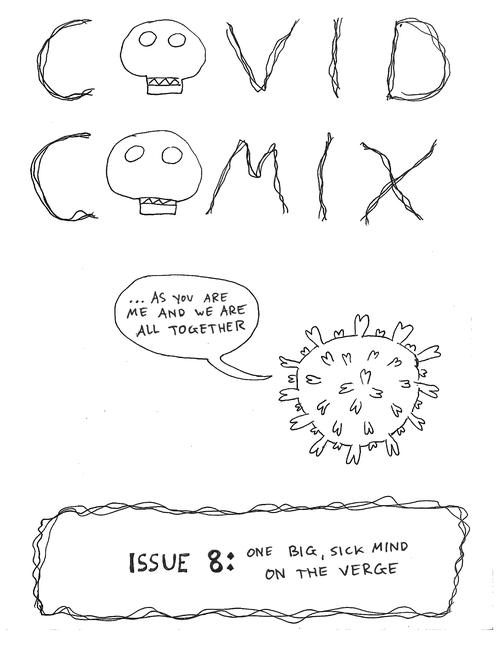 COVID
COMIX
... AS YOU ARE
ME AND WE ARE
ALL TOGETHER
ISSUE 8: ONE BIG, SICK MIND
ON THE VERGE